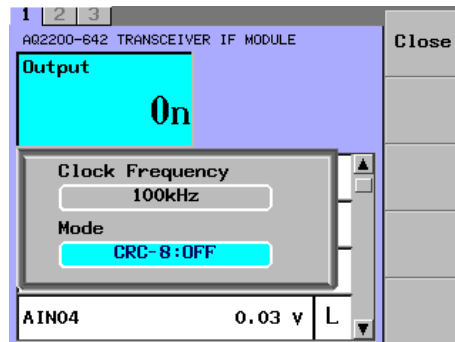 1 2 3
AQ2200-642 TRANSCEIVER IF MODULE
Close
Output
On
Clock Frequency
100kHz
Mode
CRC-8:OFF
AIN04 0.03 V L